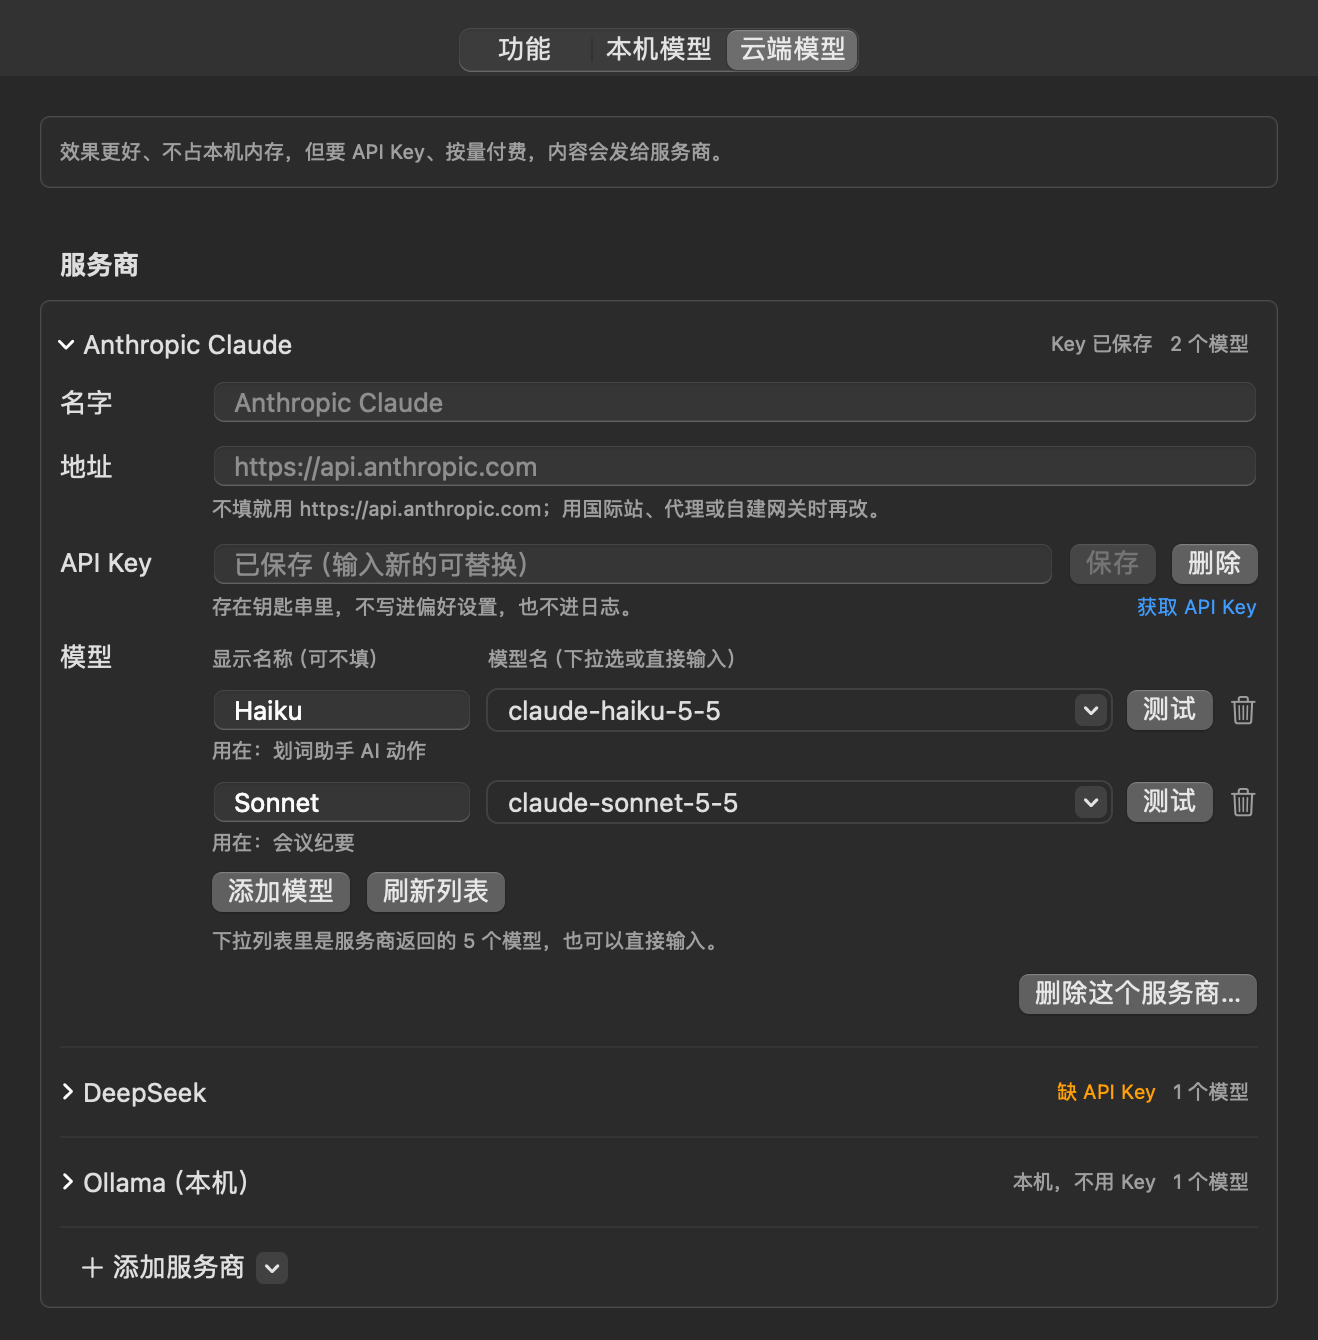 功能 本机模型 云端模型
效果更好、不占本机内存，但要 API Key、按量付费，内容会发给服务商。
服务商
Anthropic Claude Key 已保存 2 个模型
名字 Anthropic Claude
地址 https://api.anthropic.com
不填就用 https://api.anthropic.com；用国际站、代理或自建网关时再改。
API Key 已保存 (输入新的可替换) 保存 删除
存在钥匙串里，不写进偏好设置，也不进日志。 获取 API Key
模型 显示名称 (可不填) 模型名 (下拉选或直接输入)
Haiku claude-haiku-5-5 测试
用在：划词助手 AI 动作
Sonnet claude-sonnet-5-5 测试
用在：会议纪要
添加模型 刷新列表
下拉列表里是服务商返回的 5 个模型，也可以直接输入。
删除这个服务商...
DeepSeek 缺 API Key 1 个模型
Ollama (本机) 本机，不用 Key 1 个模型
添加服务商